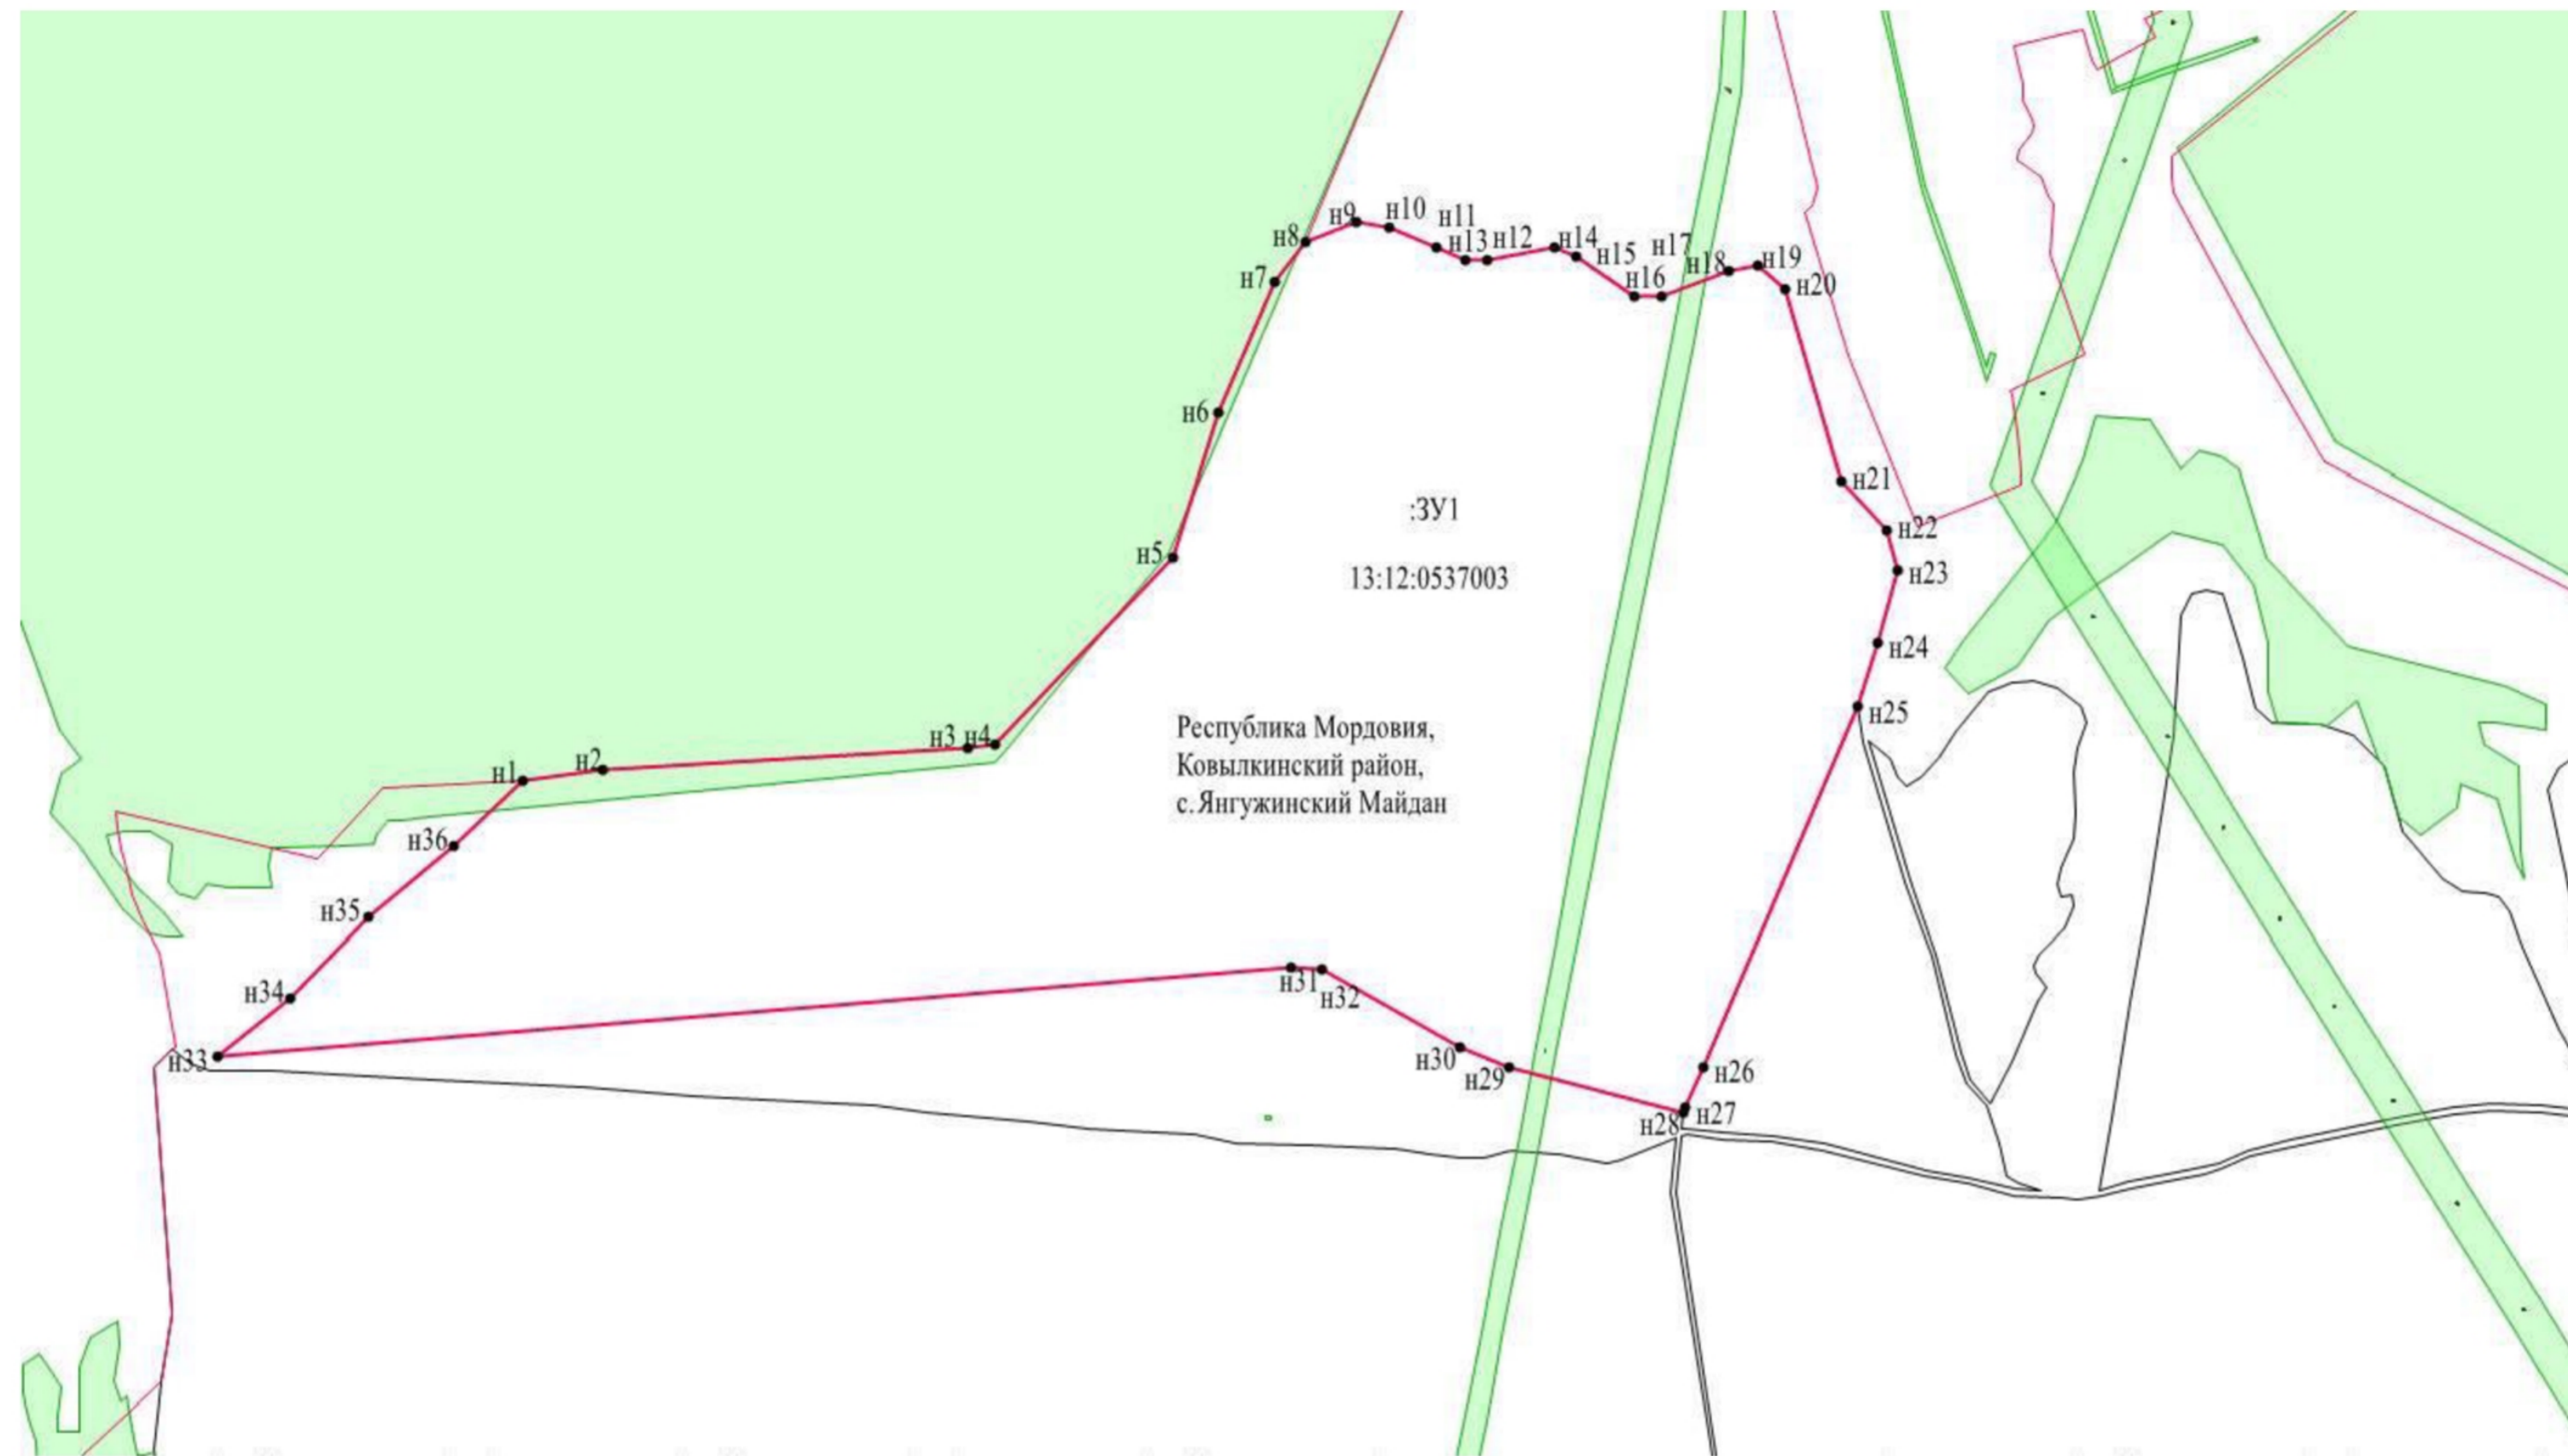 н9
н10
н11
н8
н13
н12
н14
н15
н17
н18
н19
н7
н16
н20
н6
н21
:ЗУ1
н22
н5
13:12:0537003
н23
н24
н25
Республика Мордовия,
Ковылкинский район,
с. Янгужинский Майдан
н3
н4
н2
н1
н36
н35
н34
н31
н32
н33
н30
н29
н26
н28
н27